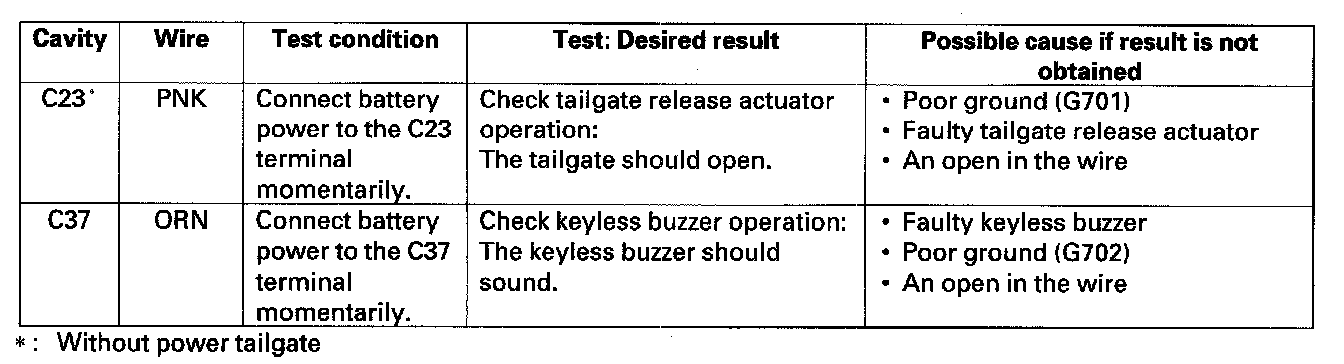 Cavity Wire Test condition Test: Desired result Possible cause if result is not
obtained
C23* PNK Connect battery
power to the C23
terminal
momentarily.
Check tailgate release actuator
operation:
The tailgate should open.
• Poor ground (G701)
• Faulty tailgate release actuator
• An open in the wire
C37 ORN Connect battery
power to the C37
terminal
momentarily.
Check keyless buzzer operation:
The keyless buzzer should
sound.
• Faulty keyless buzzer
• Poor ground (G702)
• An open in the wire
* : Without power tailgate